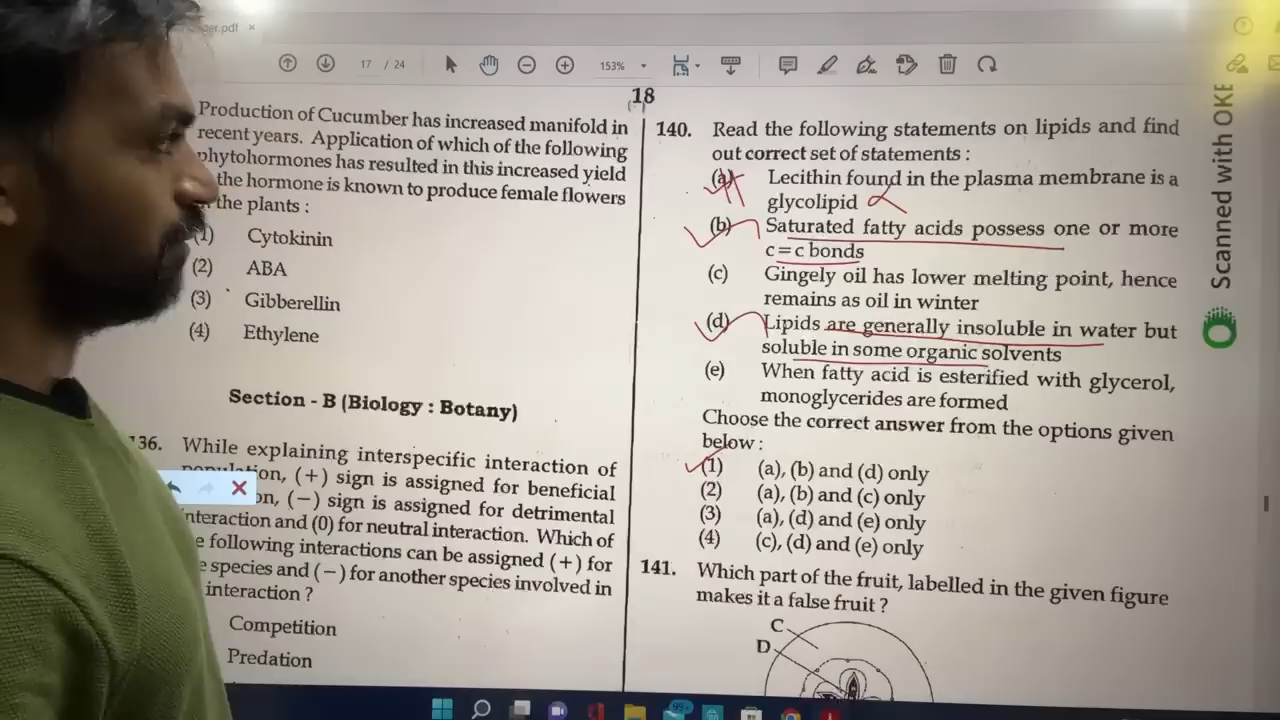 ger.pdf ×
17 / 24
153%
18
Production of Cucumber has increased manifold in
recent years. Application of which of the following
phytohormones has resulted in this increased yield
the hormone is known to produce female flowers
the plants :
(1) Cytokinin
(2) ABA
(3) Gibberellin
(4) Ethylene
Section - B (Biology : Botany)
136. While explaining interspecific interaction of
population, (+) sign is assigned for beneficial
on, (−) sign is assigned for detrimental
interaction and (0) for neutral interaction. Which of
e following interactions can be assigned (+) for
e species and (−) for another species involved in
interaction ?
Competition
Predation
140. Read the following statements on lipids and find
out correct set of statements :
(a) Lecithin found in the plasma membrane is a
glycolipid
(b) Saturated fatty acids possess one or more
c=c bonds
(c) Gingely oil has lower melting point, hence
remains as oil in winter
(d) Lipids are generally insoluble in water but
soluble in some organic solvents
(e) When fatty acid is esterified with glycerol,
monoglycerides are formed
Choose the correct answer from the options given
below :
(1) (a), (b) and (d) only
(2) (a), (b) and (c) only
(3) (a), (d) and (e) only
(4) (c), (d) and (e) only
141. Which part of the fruit, labelled in the given figure
makes it a false fruit ?
C
D
Scanned with OKE
99+